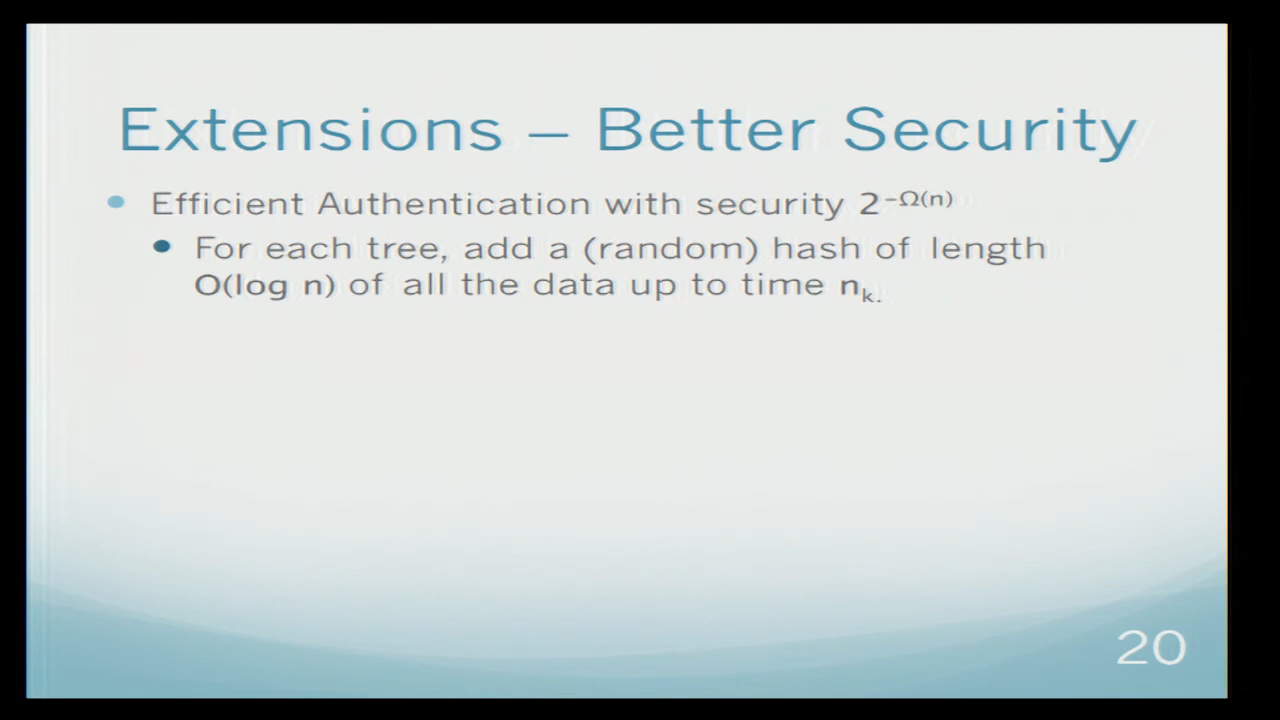 Extensions – Better Security
• Efficient Authentication with security 2^−Ω(n)
• For each tree, add a (random) hash of length
O(log n) of all the data up to time n_k.
20